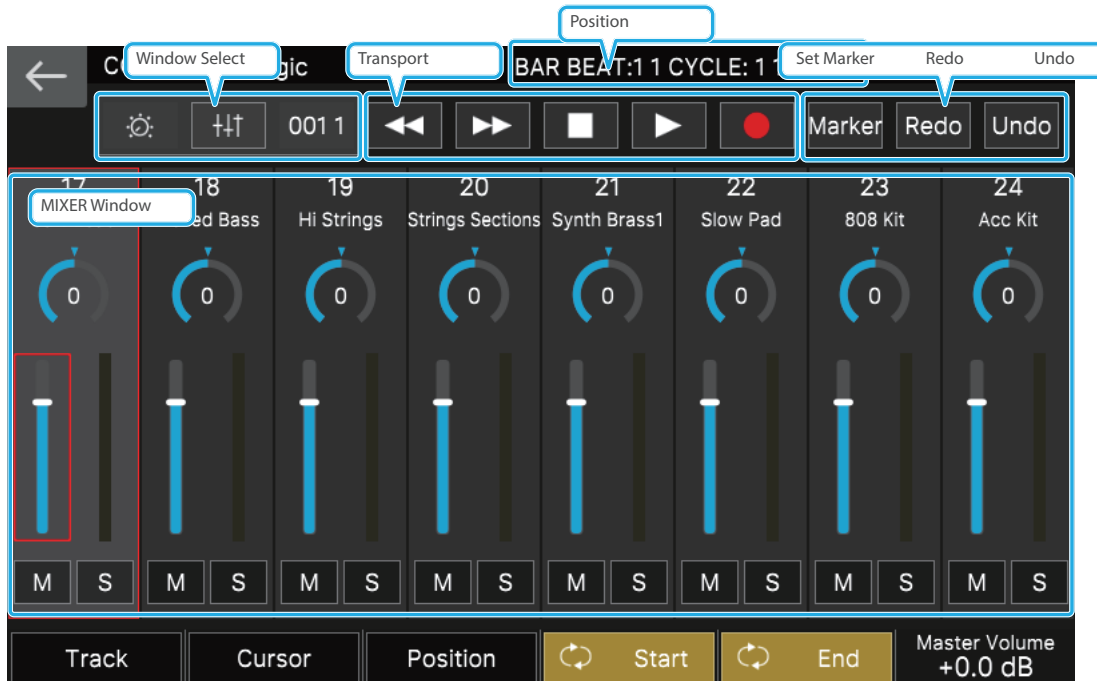 Position
Window Select
Transport
Set Marker Redo Undo
BAR BEAT:1 1 CYCLE: 1 1
001 1
Marker Redo Undo
17 18 19 20 21 22 23 24
MIXER Window
Bass Hi Strings Strings Sections Synth Brass1 Slow Pad 808 Kit Acc Kit
0 0 0 0 0 0 0 0
M S M S M S M S M S M S M S M S
Track Cursor Position Start End Master Volume
+0.0 dB